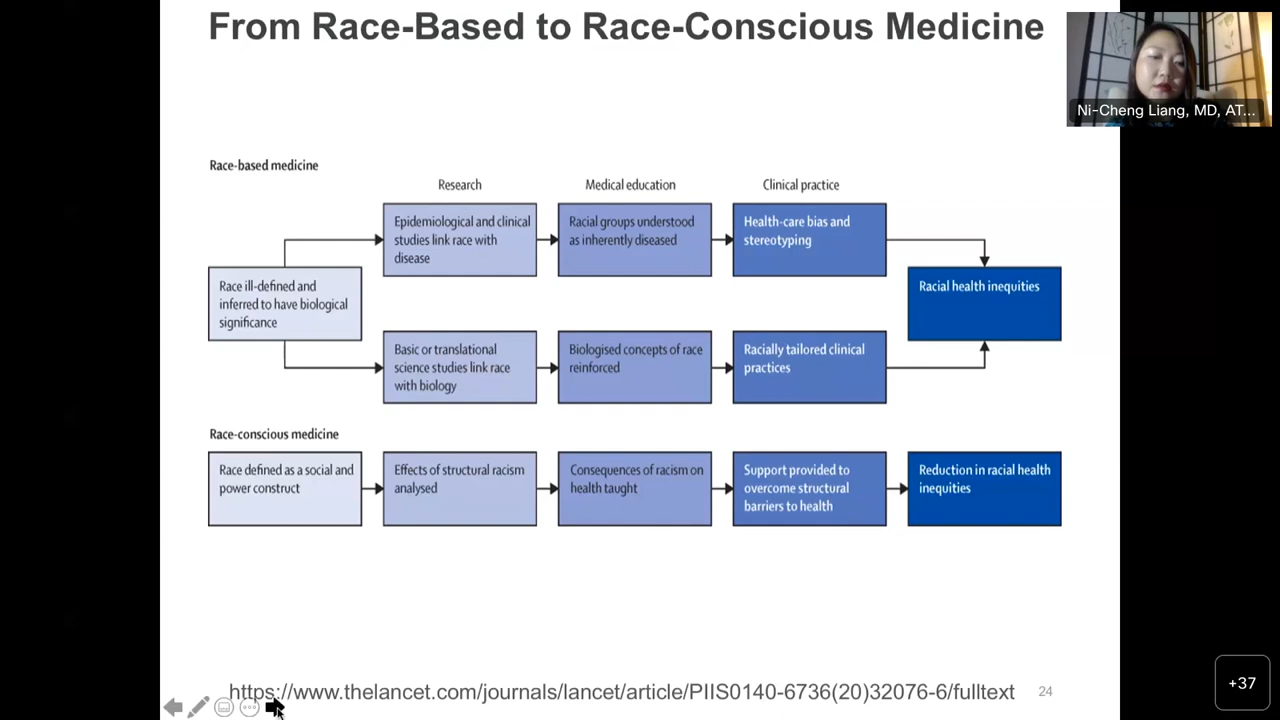 From Race-Based to Race-Conscious Medicine
Ni-Cheng Liang, MD, AT...
Race-based medicine
Research
Medical education
Clinical practice
Race ill-defined and
inferred to have biological
significance
Epidemiological and clinical
studies link race with
disease
Racial groups understood
as inherently diseased
Health-care bias and
stereotyping
Racial health inequities
Basic or translational
science studies link race
with biology
Biologised concepts of race
reinforced
Racially tailored clinical
practices
Race-conscious medicine
Race defined as a social and
power construct
Effects of structural racism
analysed
Consequences of racism on
health taught
Support provided to
overcome structural
barriers to health
Reduction in racial health
inequities
+37
https://www.thelancet.com/journals/lancet/article/PIIS0140-6736(20)32076-6/fulltext
24